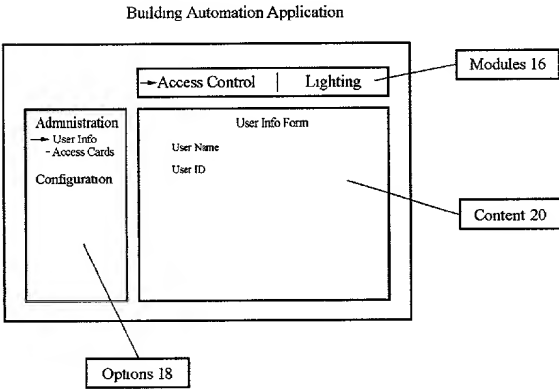 Building Automation Application
Access Control | Lighting
Modules 16
Administration
User Info
- Access Cards
Configuration
User Info Form
User Name
User ID
Content 20
Options 18